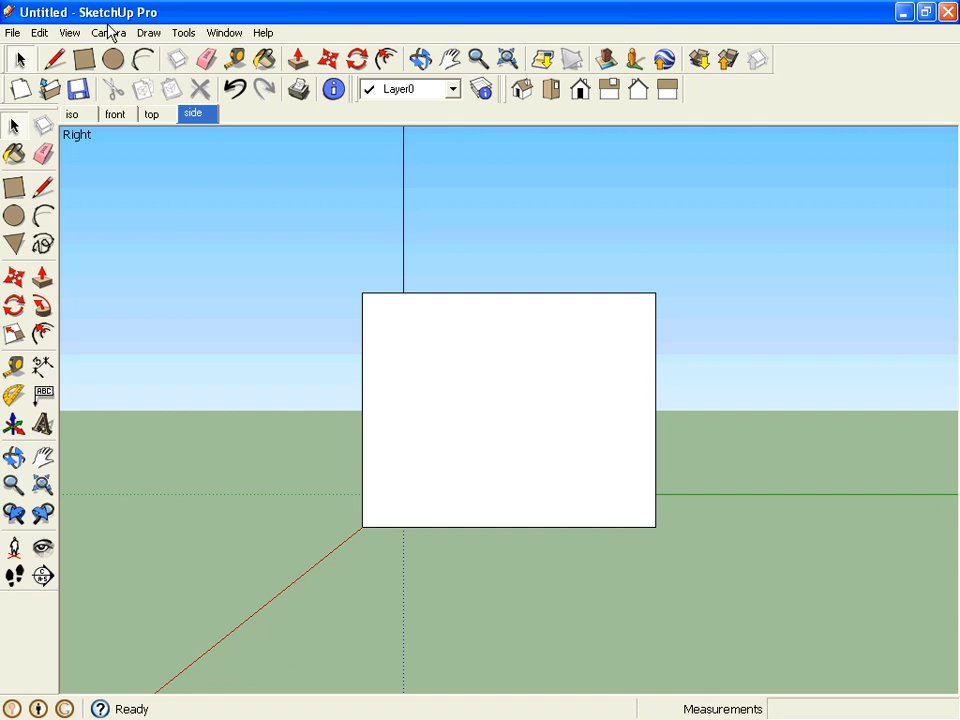 Untitled - SketchUp Pro
File Edit View Camera Draw Tools Window Help
Layer0
iso front top side
Right
ABC
Ready
Measurements